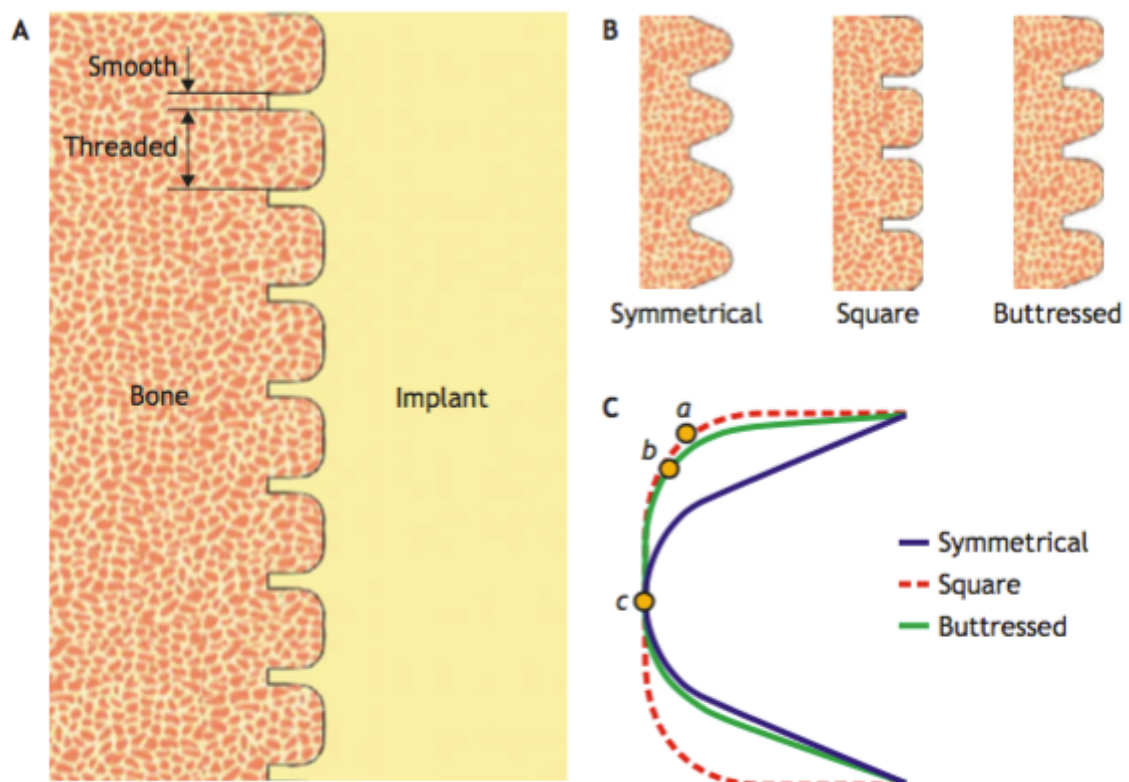 A
Smooth
Threaded
Bone
Implant
B
Symmetrical
Square
Buttressed
C
a
b
c
Symmetrical
Square
Buttressed